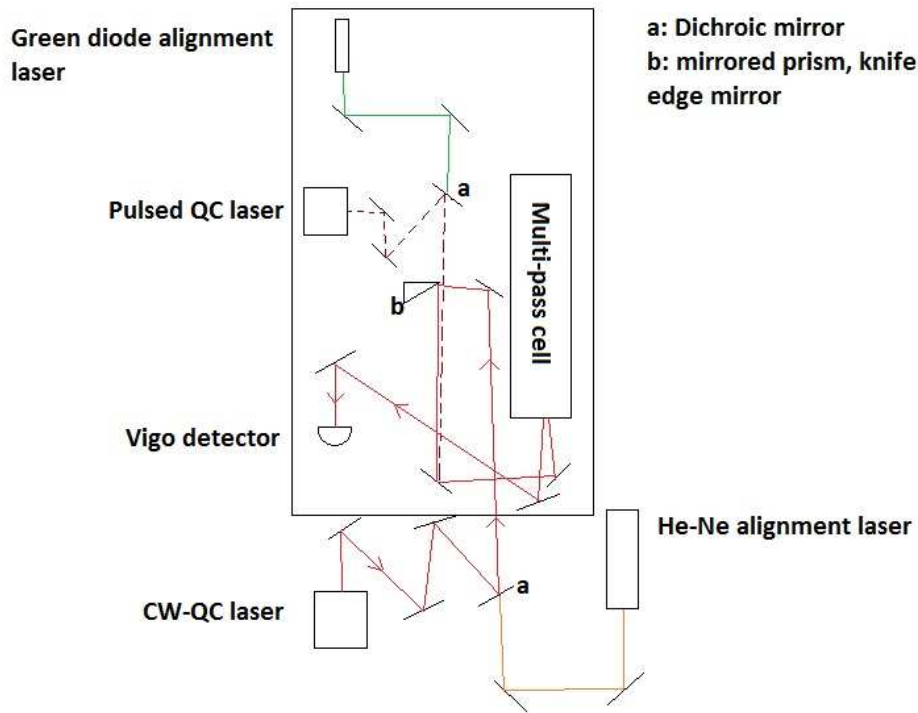 Green diode alignment
laser
a: Dichroic mirror
b: mirrored prism, knife
edge mirror
a
Pulsed QC laser
Multi-pass cell
b
Vigo detector
He-Ne alignment laser
a
CW-QC laser